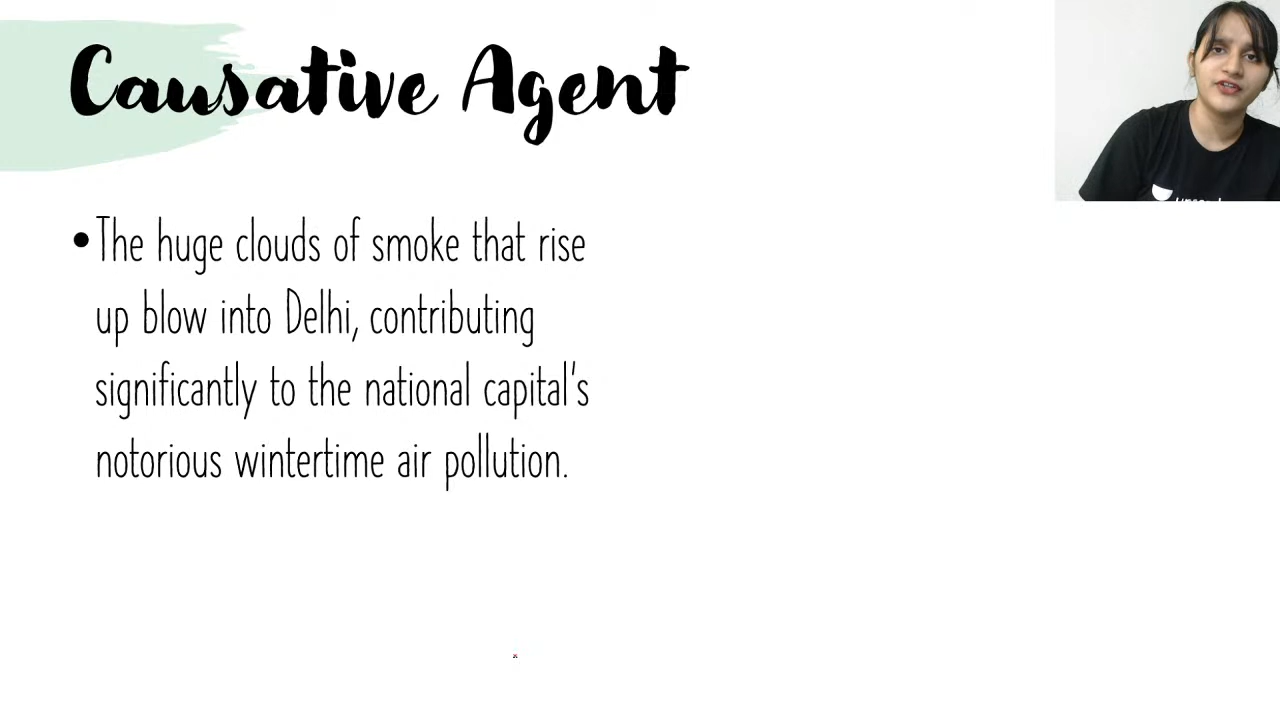 Causative Agent
•The huge clouds of smoke that rise
up blow into Delhi, contributing
significantly to the national capital's
notorious wintertime air pollution.